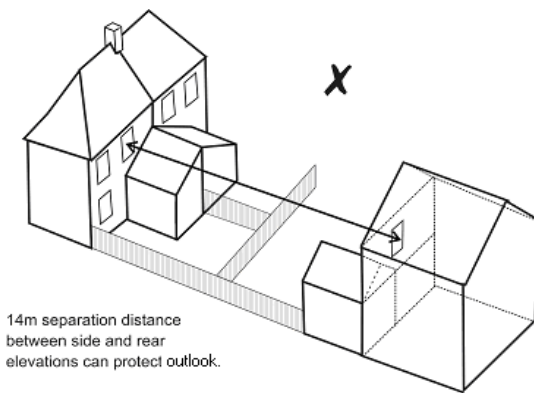 14m separation distance
between side and rear
elevations can protect outlook.